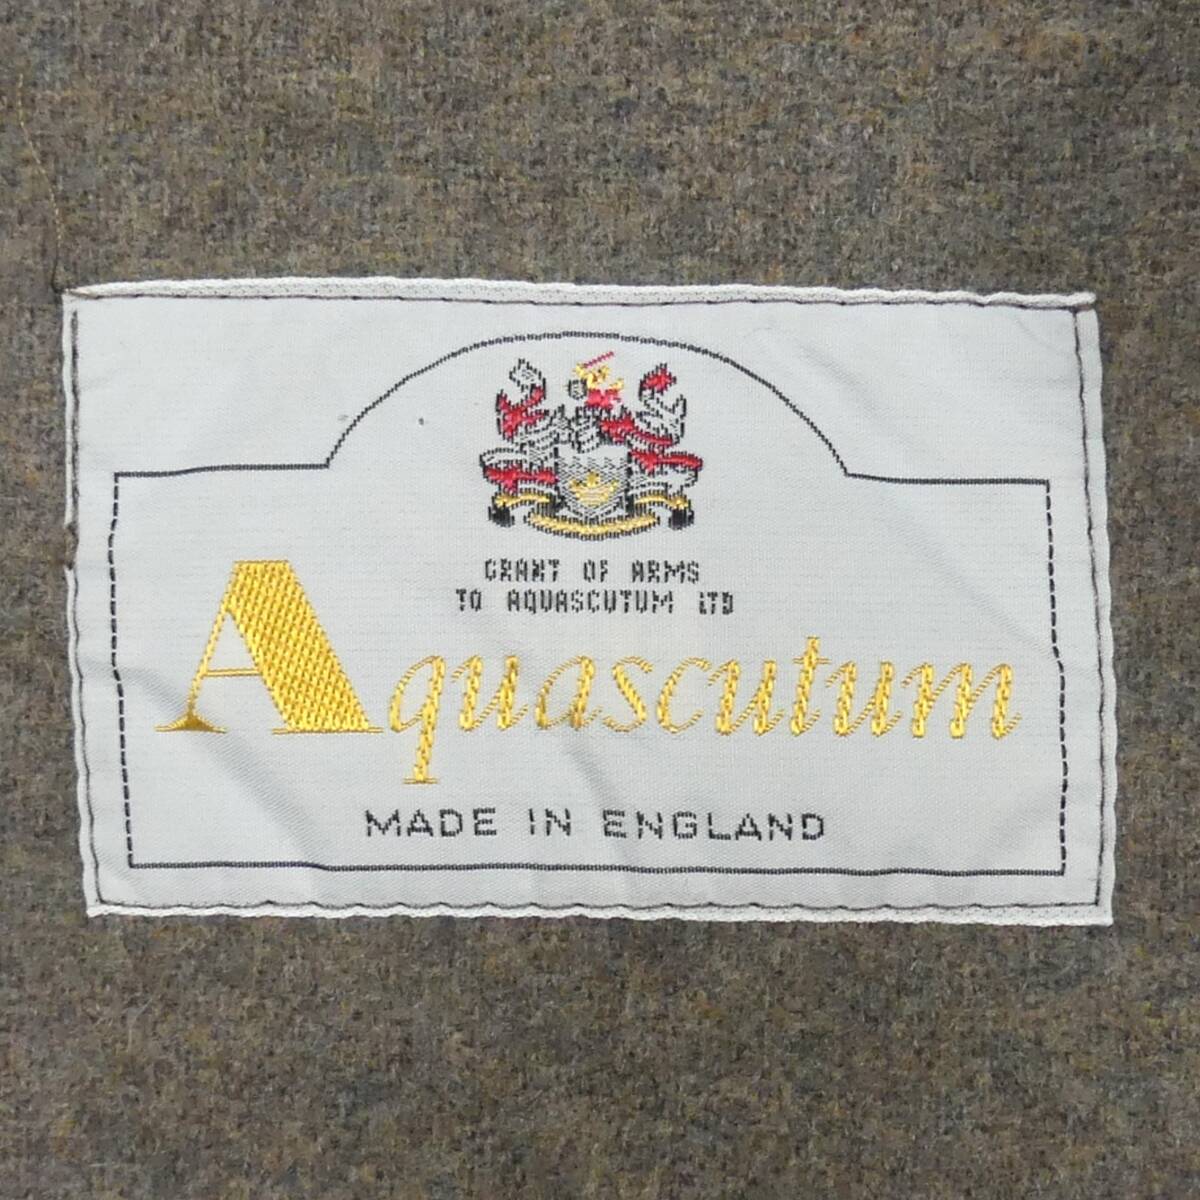 GRANT OF ARMS
TO AQUASCUTUM LTD
Aquascutum
MADE IN ENGLAND